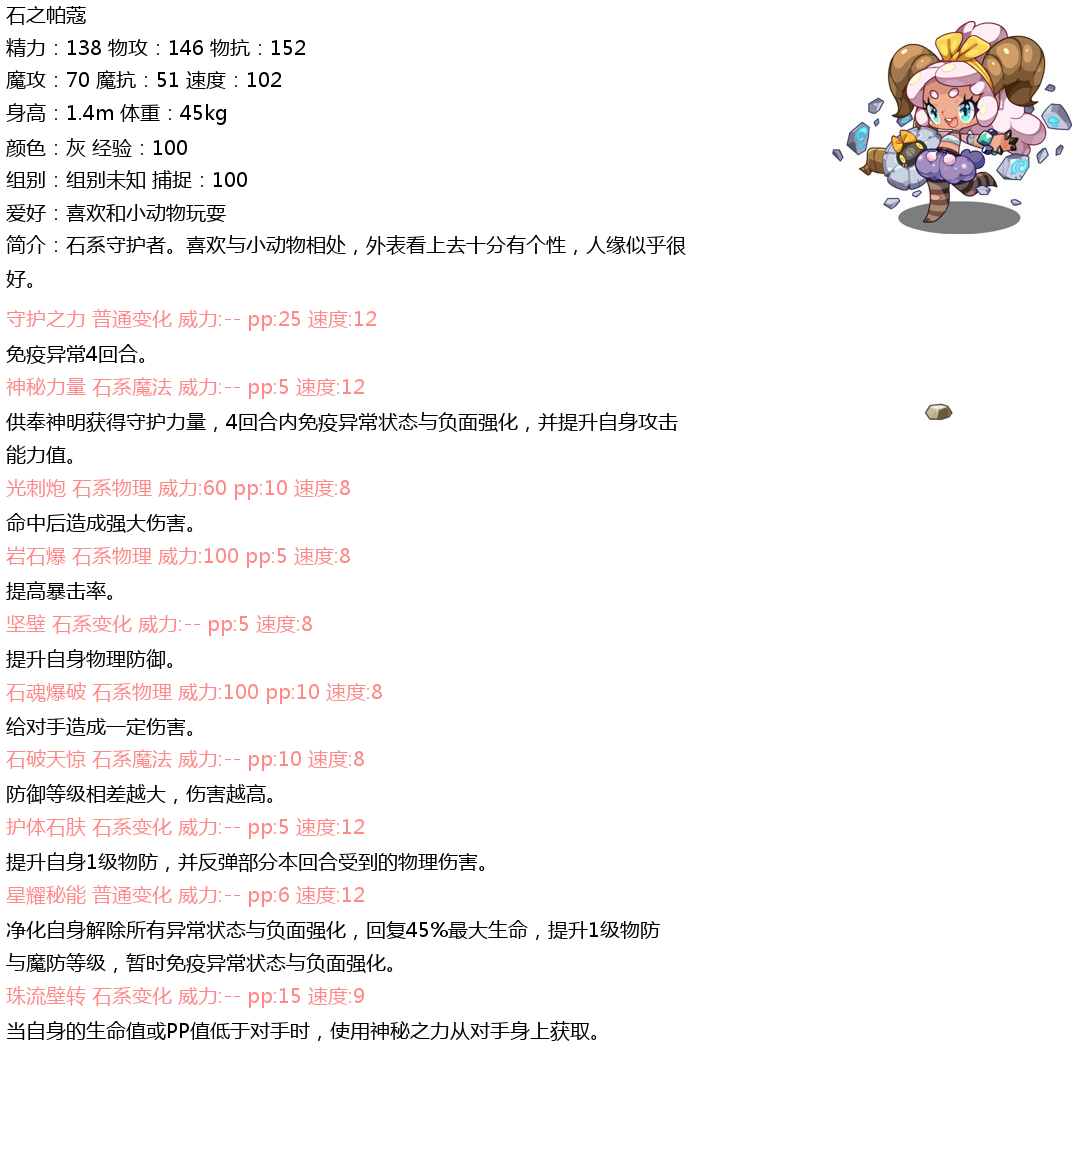 石之帕蔻
精力：138 物攻：146 物抗：152
魔攻：70 魔抗：51 速度：102
身高：1.4m 体重：45kg
颜色：灰 经验：100
组别：组别未知 捕捉：100
爱好：喜欢和小动物玩耍
简介：石系守护者。喜欢与小动物相处，外表看上去十分有个性，人缘似乎很
好。
守护之力 普通变化 威力:-- pp:25 速度:12
免疫异常4回合。
神秘力量 石系魔法 威力:-- pp:5 速度:12
供奉神明获得守护力量，4回合内免疫异常状态与负面强化，并提升自身攻击
能力值。
光刺炮 石系物理 威力:60 pp:10 速度:8
命中后造成强大伤害。
岩石爆 石系物理 威力:100 pp:5 速度:8
提高暴击率。
坚壁 石系变化 威力:-- pp:5 速度:8
提升自身物理防御。
石魂爆破 石系物理 威力:100 pp:10 速度:8
给对手造成一定伤害。
石破天惊 石系魔法 威力:-- pp:10 速度:8
防御等级相差越大，伤害越高。
护体石肤 石系变化 威力:-- pp:5 速度:12
提升自身1级物防，并反弹部分本回合受到的物理伤害。
星耀秘能 普通变化 威力:-- pp:6 速度:12
净化自身解除所有异常状态与负面强化，回复45%最大生命，提升1级物防
与魔防等级，暂时免疫异常状态与负面强化。
珠流璧转 石系变化 威力:-- pp:15 速度:9
当自身的生命值或PP值低于对手时，使用神秘之力从对手身上获取。